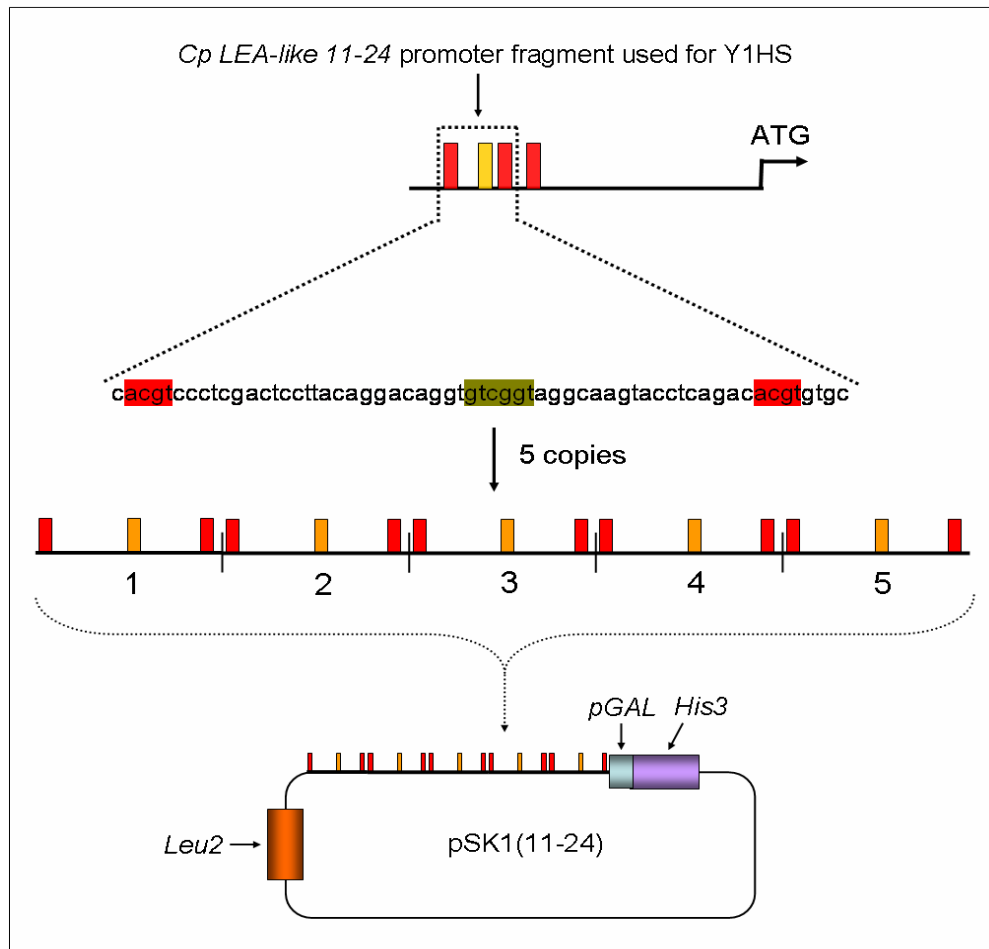 Cp LEA-like 11-24 promoter fragment used for Y1HS
ATG
cacgtccctcgactccttacaggacaggtgtcggtaggcaagtacctcagacacgtgtgc
5 copies
1 2 3 4 5
pGAL His3
Leu2
pSK1(11-24)